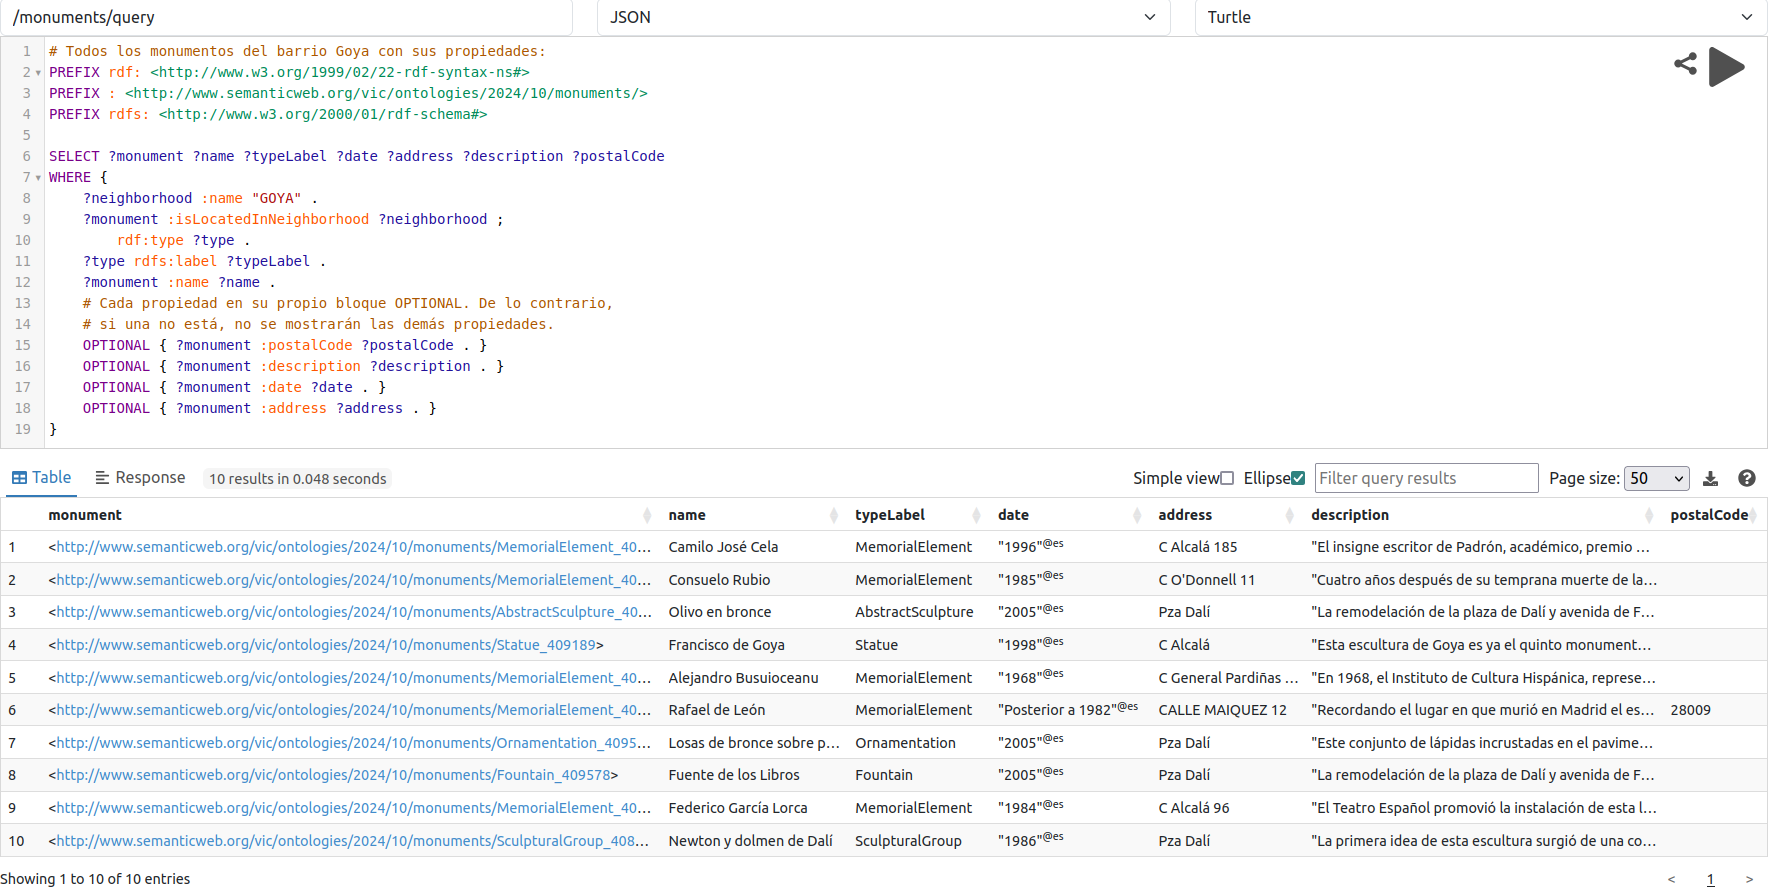 /monuments/query JSON Turtle
1 # Todos los monumentos del barrio Goya con sus propiedades:
2 PREFIX rdf: <http://www.w3.org/1999/02/22-rdf-syntax-ns#>
3 PREFIX : <http://www.semanticweb.org/vic/ontologies/2024/10/monuments/>
4 PREFIX rdfs: <http://www.w3.org/2000/01/rdf-schema#>
5
6 SELECT ?monument ?name ?typeLabel ?date ?address ?description ?postalCode
7 WHERE {
8 ?neighborhood :name "GOYA" .
9 ?monument :isLocatedInNeighborhood ?neighborhood ;
10 rdf:type ?type .
11 ?type rdfs:label ?typeLabel .
12 ?monument :name ?name .
13 # Cada propiedad en su propio bloque OPTIONAL. De lo contrario,
14 # si una no está, no se mostrarán las demás propiedades.
15 OPTIONAL { ?monument :postalCode ?postalCode . }
16 OPTIONAL { ?monument :description ?description . }
17 OPTIONAL { ?monument :date ?date . }
18 OPTIONAL { ?monument :address ?address . }
19 }
Table Response 10 results in 0.048 seconds Simple view Ellipse Filter query results Page size: 50
monument name typeLabel date address description postalCode
1 <http://www.semanticweb.org/vic/ontologies/2024/10/monuments/MemorialElement_40... Camilo José Cela MemorialElement "1996"@es C Alcalá 185 "El insigne escritor de Padrón, académico, premio ...
2 <http://www.semanticweb.org/vic/ontologies/2024/10/monuments/MemorialElement_40... Consuelo Rubio MemorialElement "1985"@es C O'Donnell 11 "Cuatro años después de su temprana muerte de la...
3 <http://www.semanticweb.org/vic/ontologies/2024/10/monuments/AbstractSculpture_40... Olivo en bronce AbstractSculpture "2005"@es Pza Dalí "La remodelación de la plaza de Dalí y avenida de F...
4 <http://www.semanticweb.org/vic/ontologies/2024/10/monuments/Statue_409189> Francisco de Goya Statue "1998"@es C Alcalá "Esta escultura de Goya es ya el quinto monument...
5 <http://www.semanticweb.org/vic/ontologies/2024/10/monuments/MemorialElement_40... Alejandro Busuioceanu MemorialElement "1968"@es C General Pardiñas ... "En 1968, el Instituto de Cultura Hispánica, represe...
6 <http://www.semanticweb.org/vic/ontologies/2024/10/monuments/MemorialElement_40... Rafael de León MemorialElement "Posterior a 1982"@es CALLE MAIQUEZ 12 "Recordando el lugar en que murió en Madrid el es... 28009
7 <http://www.semanticweb.org/vic/ontologies/2024/10/monuments/Ornamentation_4095... Losas de bronce sobre p... Ornamentation "2005"@es Pza Dalí "Este conjunto de lápidas incrustadas en el pavime...
8 <http://www.semanticweb.org/vic/ontologies/2024/10/monuments/Fountain_409578> Fuente de los Libros Fountain "2005"@es Pza Dalí "La remodelación de la plaza de Dalí y avenida de F...
9 <http://www.semanticweb.org/vic/ontologies/2024/10/monuments/MemorialElement_40... Federico García Lorca MemorialElement "1984"@es C Alcalá 96 "El Teatro Español promovió la instalación de esta l...
10 <http://www.semanticweb.org/vic/ontologies/2024/10/monuments/SculpturalGroup_408... Newton y dolmen de Dalí SculpturalGroup "1986"@es Pza Dalí "La primera idea de esta escultura surgió de una co...
Showing 1 to 10 of 10 entries < 1 >